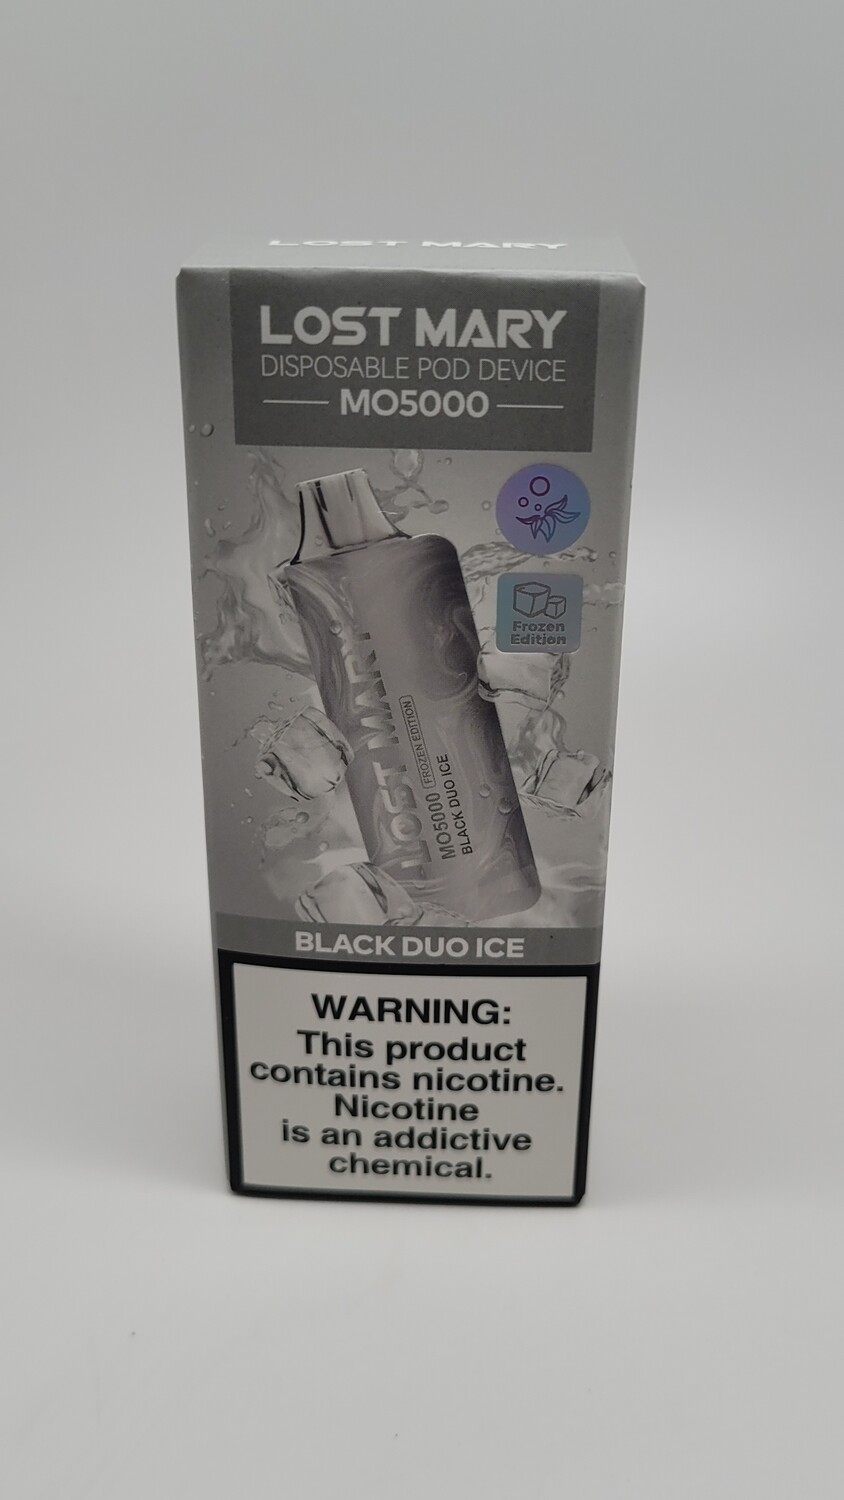 LOST MARY
LOST MARY
DISPOSABLE POD DEVICE
MO5000
Frozen
Edition
LOST MARY
MO5000 FROZEN EDITION
BLACK DUO ICE
BLACK DUO ICE
WARNING:
This product
contains nicotine.
Nicotine
is an addictive
chemical.